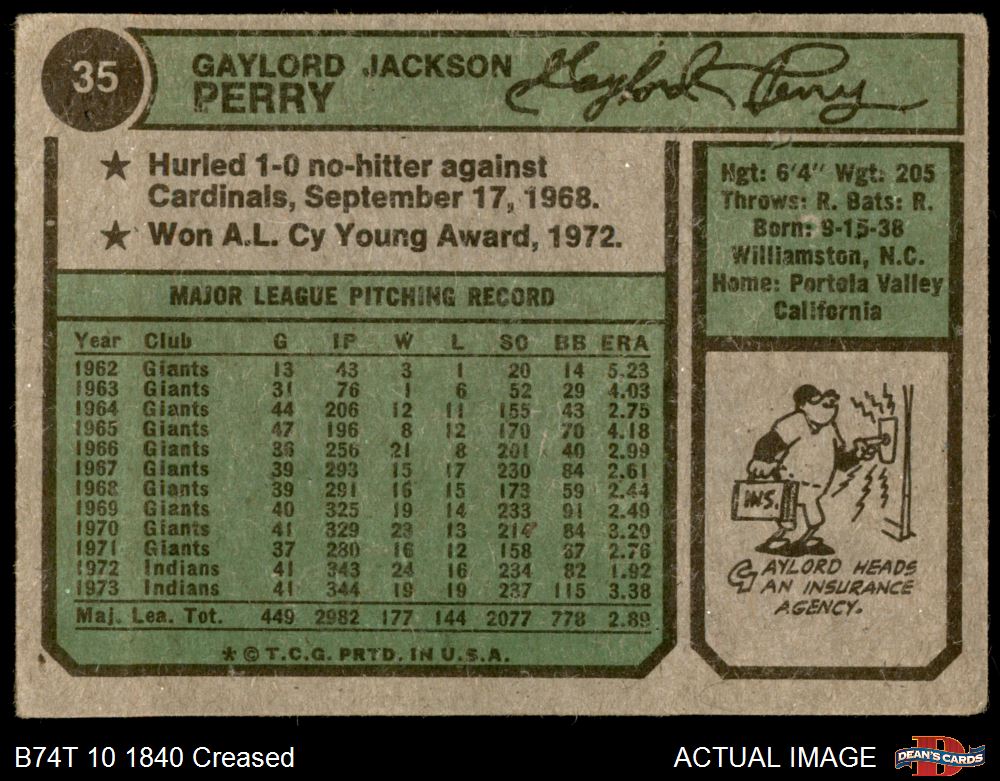 35
GAYLORD JACKSON
PERRY
Gaylord Perry
★ Hurled 1-0 no-hitter against
Cardinals, September 17, 1968.
★ Won A.L. Cy Young Award, 1972.
Hgt: 6'4" Wgt: 205
Throws: R. Bats: R.
Born: 9-15-38
Williamston, N.C.
Home: Portola Valley
California
MAJOR LEAGUE PITCHING RECORD
Year Club G IP W L SO BB ERA
1962 Giants 13 43 3 1 20 14 5.23
1963 Giants 31 76 1 6 52 29 4.03
1964 Giants 44 206 12 11 155 43 2.75
1965 Giants 47 196 8 12 170 70 4.18
1966 Giants 36 256 21 8 201 40 2.99
1967 Giants 39 293 15 17 230 84 2.61
1968 Giants 39 291 16 15 173 59 2.44
1969 Giants 40 325 19 14 233 91 2.49
1970 Giants 41 329 23 13 214 84 3.20
1971 Giants 37 280 16 12 158 67 2.76
1972 Indians 41 343 24 16 234 82 1.92
1973 Indians 41 344 19 19 237 115 3.38
Maj. Lea. Tot. 449 2982 177 144 2077 778 2.89
* © T.C.G. PRTD. IN U.S.A.
INS.
GAYLORD HEADS
AN INSURANCE
AGENCY.
B74T 10 1840 Creased
ACTUAL IMAGE
D
DEAN'S CARDS